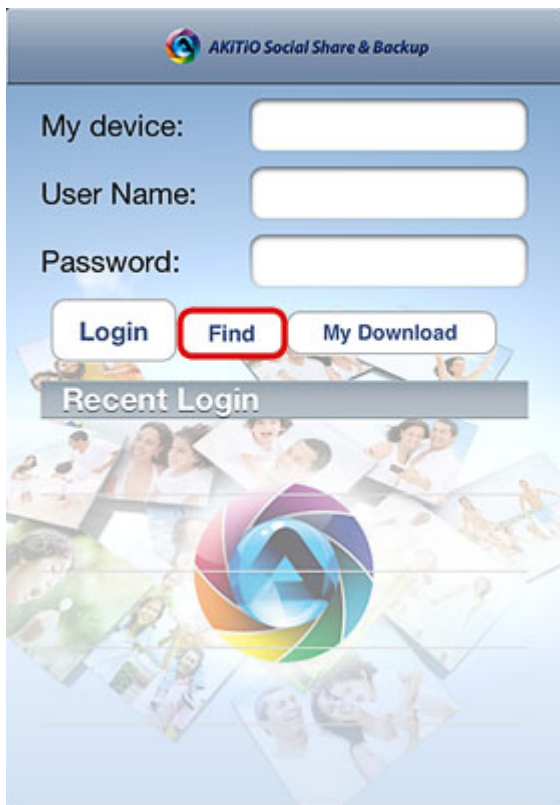 AKiTiO Social Share & Backup
My device:
User Name:
Password:
Login Find My Download
Recent Login